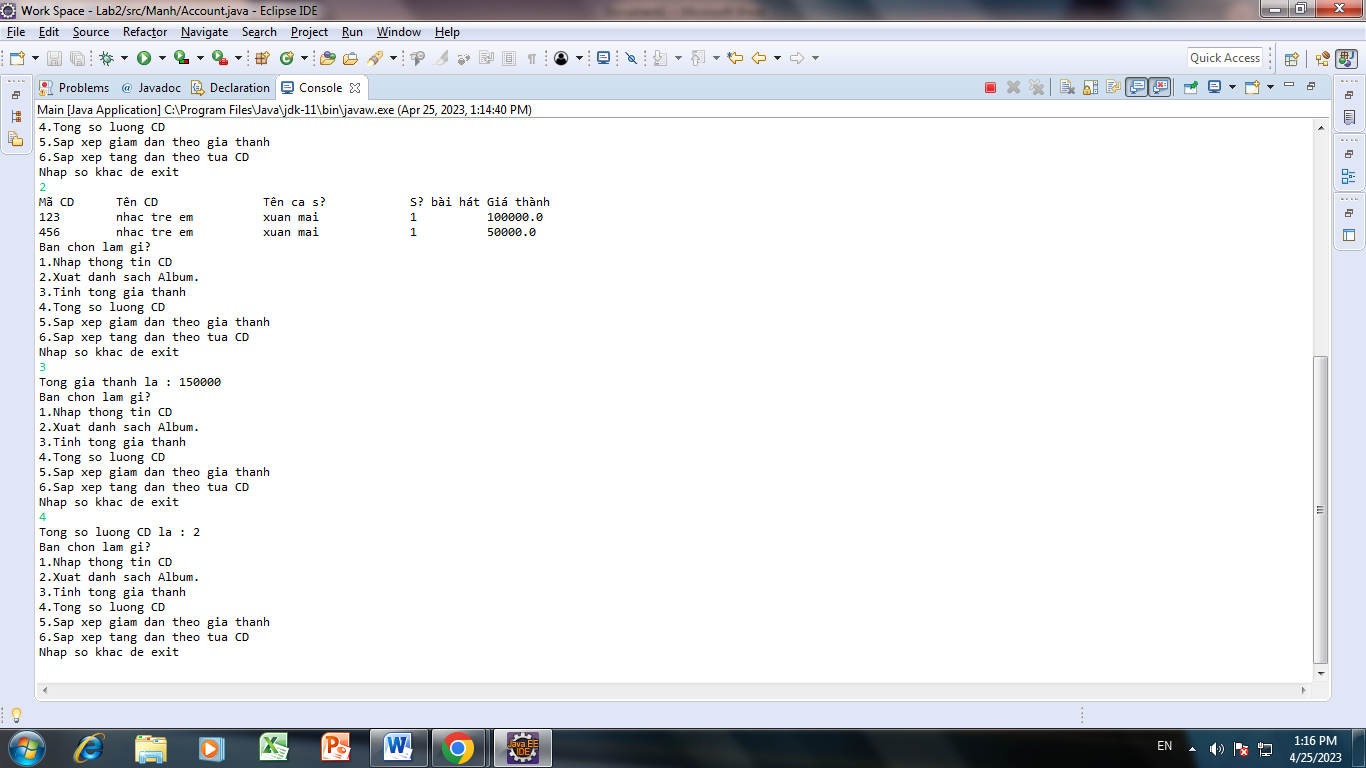 Work Space - Lab2/src/Manh/Account.java - Eclipse IDE
File Edit Source Refactor Navigate Search Project Run Window Help
Quick Access
Problems @ Javadoc Declaration Console
Main [Java Application] C:\Program Files\Java\jdk-11\bin\javaw.exe (Apr 25, 2023, 1:14:40 PM)
4.Tong so luong CD
5.Sap xep giam dan theo gia thanh
6.Sap xep tang dan theo tua CD
Nhap so khac de exit
2
Mã CD Tên CD Tên ca s? S? bài hát Giá thành
123 nhac tre em xuan mai 1 100000.0
456 nhac tre em xuan mai 1 50000.0
Ban chon lam gi?
1.Nhap thong tin CD
2.Xuat danh sach Album.
3.Tinh tong gia thanh
4.Tong so luong CD
5.Sap xep giam dan theo gia thanh
6.Sap xep tang dan theo tua CD
Nhap so khac de exit
3
Tong gia thanh la : 150000
Ban chon lam gi?
1.Nhap thong tin CD
2.Xuat danh sach Album.
3.Tinh tong gia thanh
4.Tong so luong CD
5.Sap xep giam dan theo gia thanh
6.Sap xep tang dan theo tua CD
Nhap so khac de exit
4
Tong so luong CD la : 2
Ban chon lam gi?
1.Nhap thong tin CD
2.Xuat danh sach Album.
3.Tinh tong gia thanh
4.Tong so luong CD
5.Sap xep giam dan theo gia thanh
6.Sap xep tang dan theo tua CD
Nhap so khac de exit
Java EE
IDE
EN
1:16 PM
4/25/2023